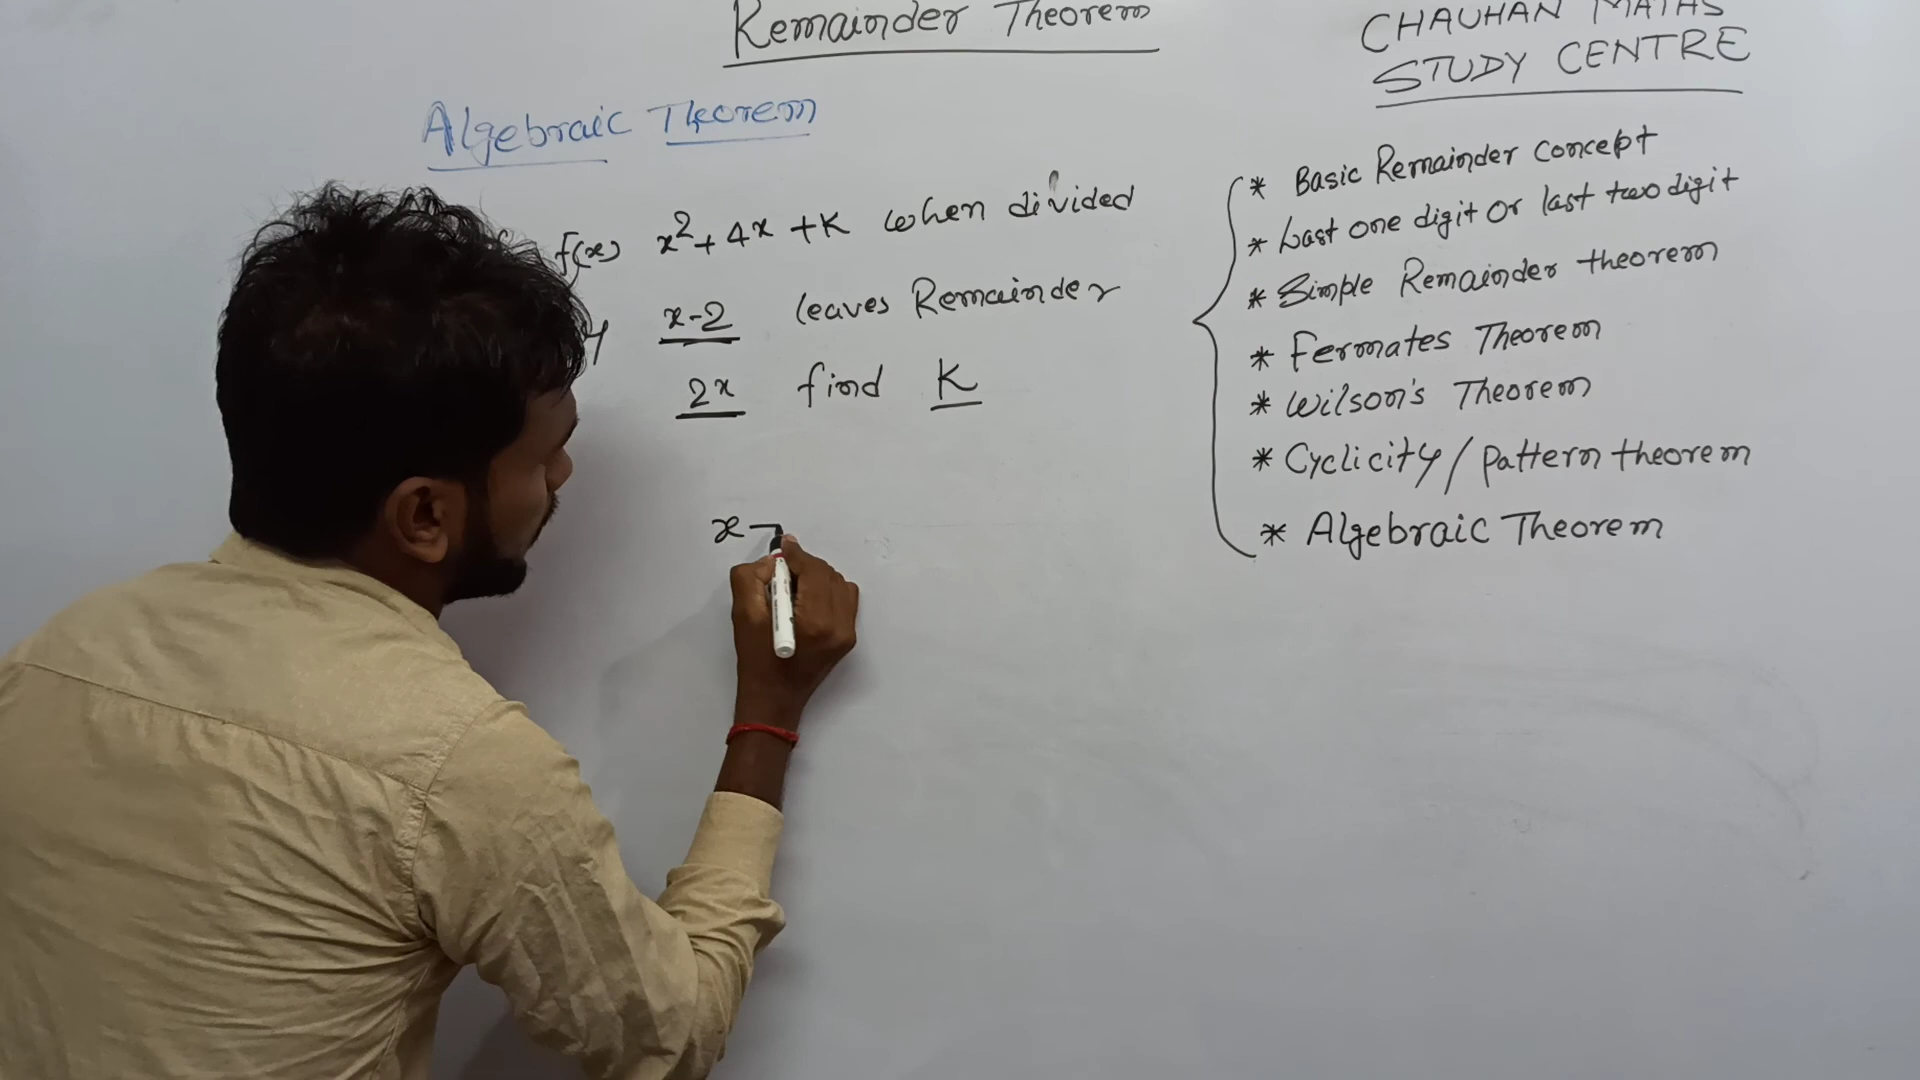 Remainder Theorem
CHAUHAN MATHS
STUDY CENTRE
Algebraic Theorem
f(x) x²+4x+K when divided
x-2 leaves Remainder
2x find K
x-
* Basic Remainder concept
* Last one digit or last two digit
* Simple Remainder theorem
* Fermates Theorem
* Wilson's Theorem
* Cyclicity / pattern theorem
* Algebraic Theorem